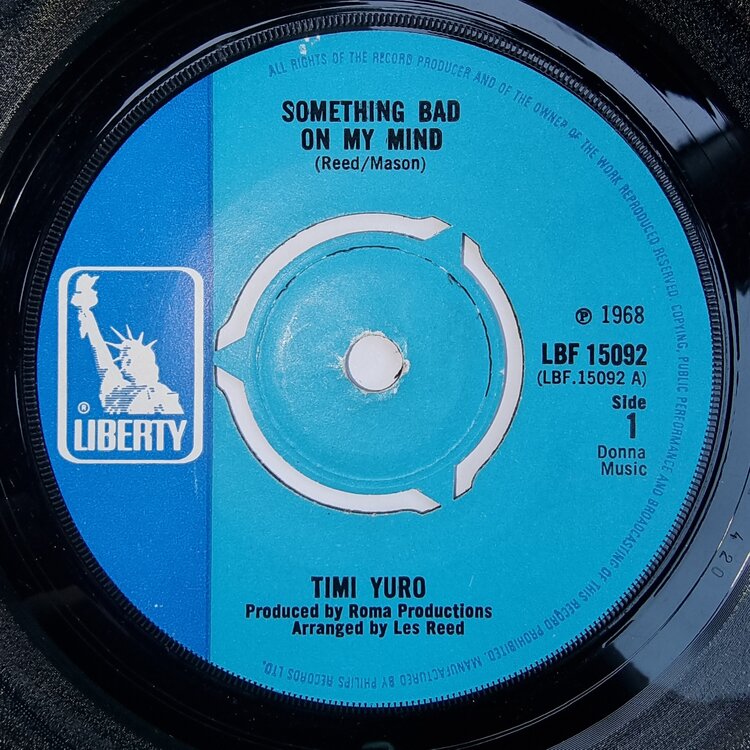 ALL RIGHTS OF THE RECORD PRODUCER AND OF THE OWNER OF THE WORK REPRODUCED RESERVED. COPYING, PUBLIC PERFORMANCE AND BROADCASTING OF THIS RECORD PROHIBITED. MANUFACTURED BY PHILIPS RECORDS LTD.
SOMETHING BAD
ON MY MIND
(Reed/Mason)
℗ 1968
LBF 15092
(LBF.15092 A)
Side
1
Donna
Music
® LIBERTY
TIMI YURO
Produced by Roma Productions
Arranged by Les Reed
420